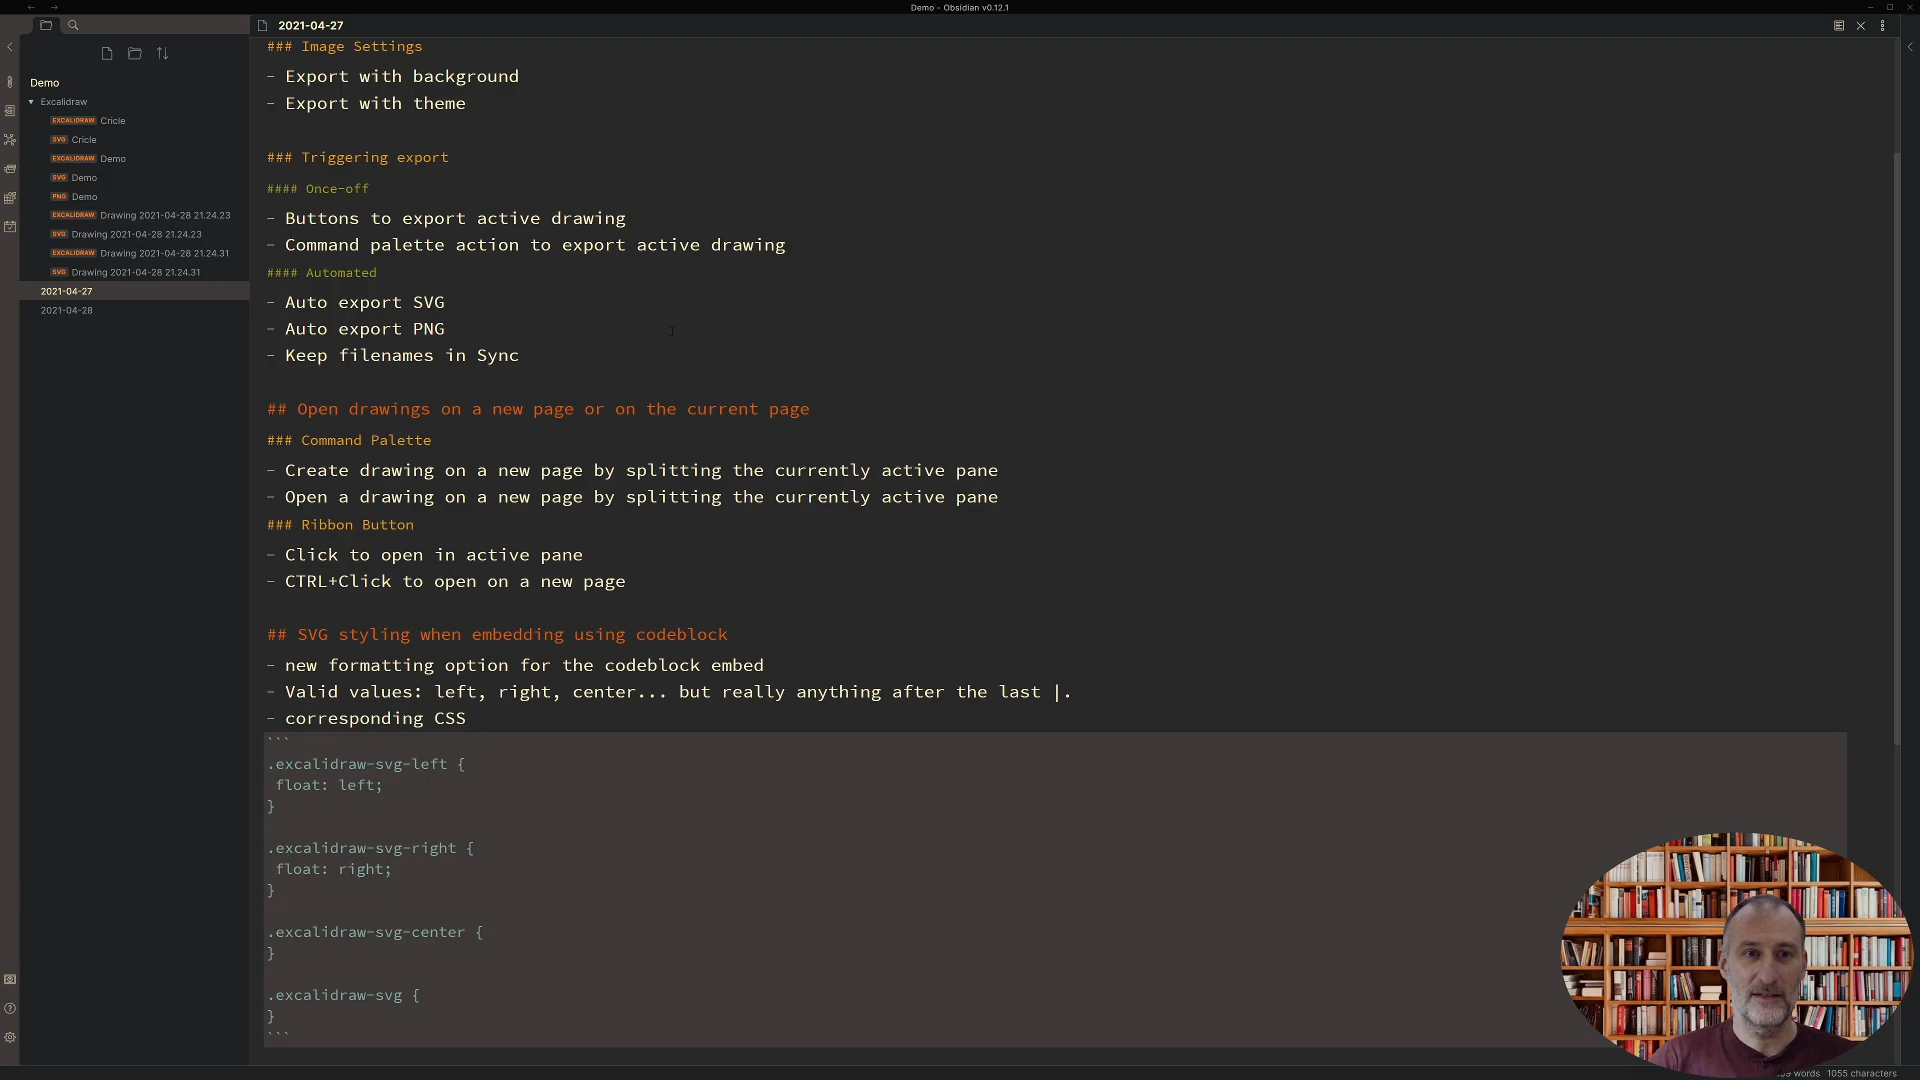 Demo - Obsidian v0.12.1
2021-04-27
Demo
Excalidraw
EXCALIDRAW Cricle
SVG Cricle
EXCALIDRAW Demo
SVG Demo
PNG Demo
EXCALIDRAW Drawing 2021-04-28 21.24.23
SVG Drawing 2021-04-28 21.24.23
EXCALIDRAW Drawing 2021-04-28 21.24.31
SVG Drawing 2021-04-28 21.24.31
2021-04-27
2021-04-28
### Image Settings
- Export with background
- Export with theme
### Triggering export
#### Once-off
- Buttons to export active drawing
- Command palette action to export active drawing
#### Automated
- Auto export SVG
- Auto export PNG
- Keep filenames in Sync
## Open drawings on a new page or on the current page
### Command Palette
- Create drawing on a new page by splitting the currently active pane
- Open a drawing on a new page by splitting the currently active pane
### Ribbon Button
- Click to open in active pane
- CTRL+Click to open on a new page
## SVG styling when embedding using codeblock
- new formatting option for the codeblock embed
- Valid values: left, right, center... but really anything after the last |.
- corresponding CSS
```
.excalidraw-svg-left {
float: left;
}
.excalidraw-svg-right {
float: right;
}
.excalidraw-svg-center {
}
.excalidraw-svg {
}
```
words 1055 characters